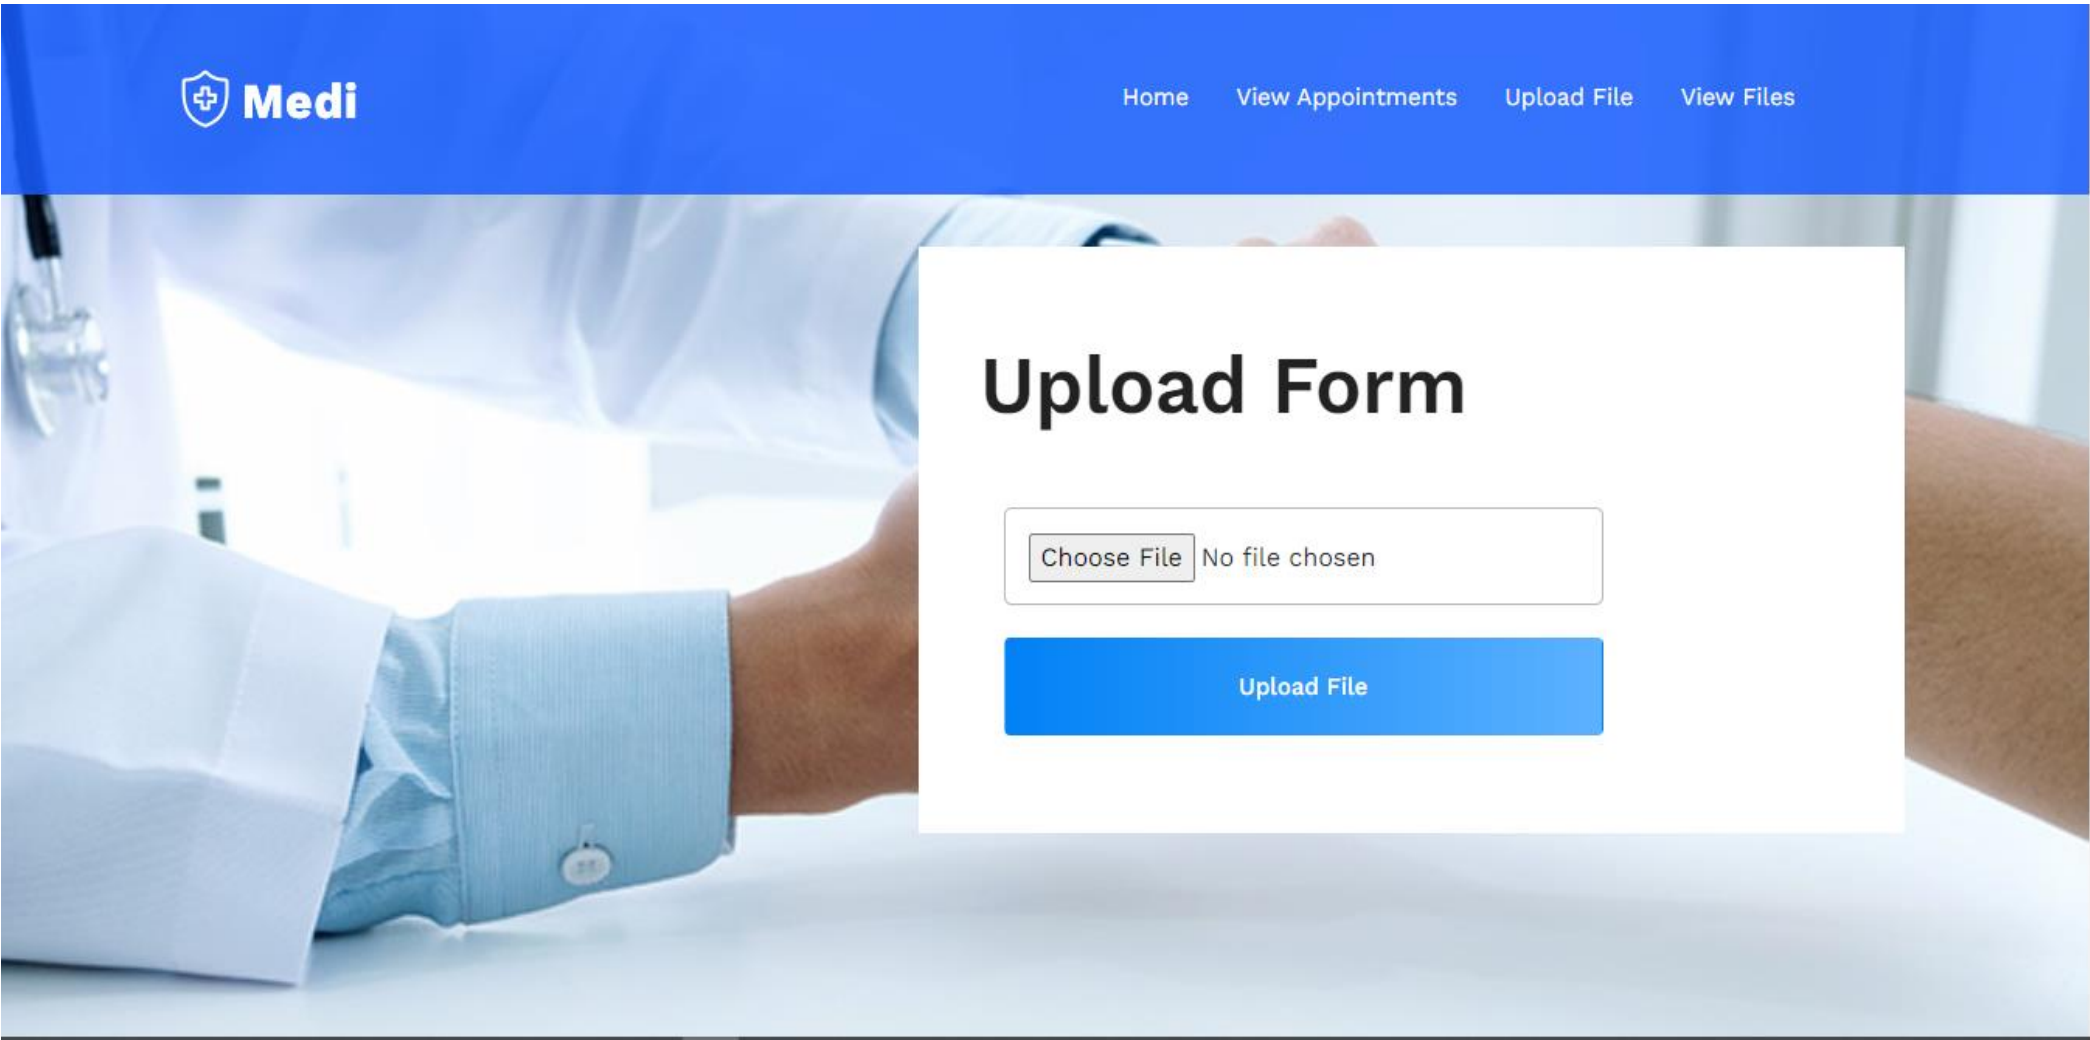 Medi
Home View Appointments Upload File View Files
Upload Form
Choose File No file chosen
Upload File